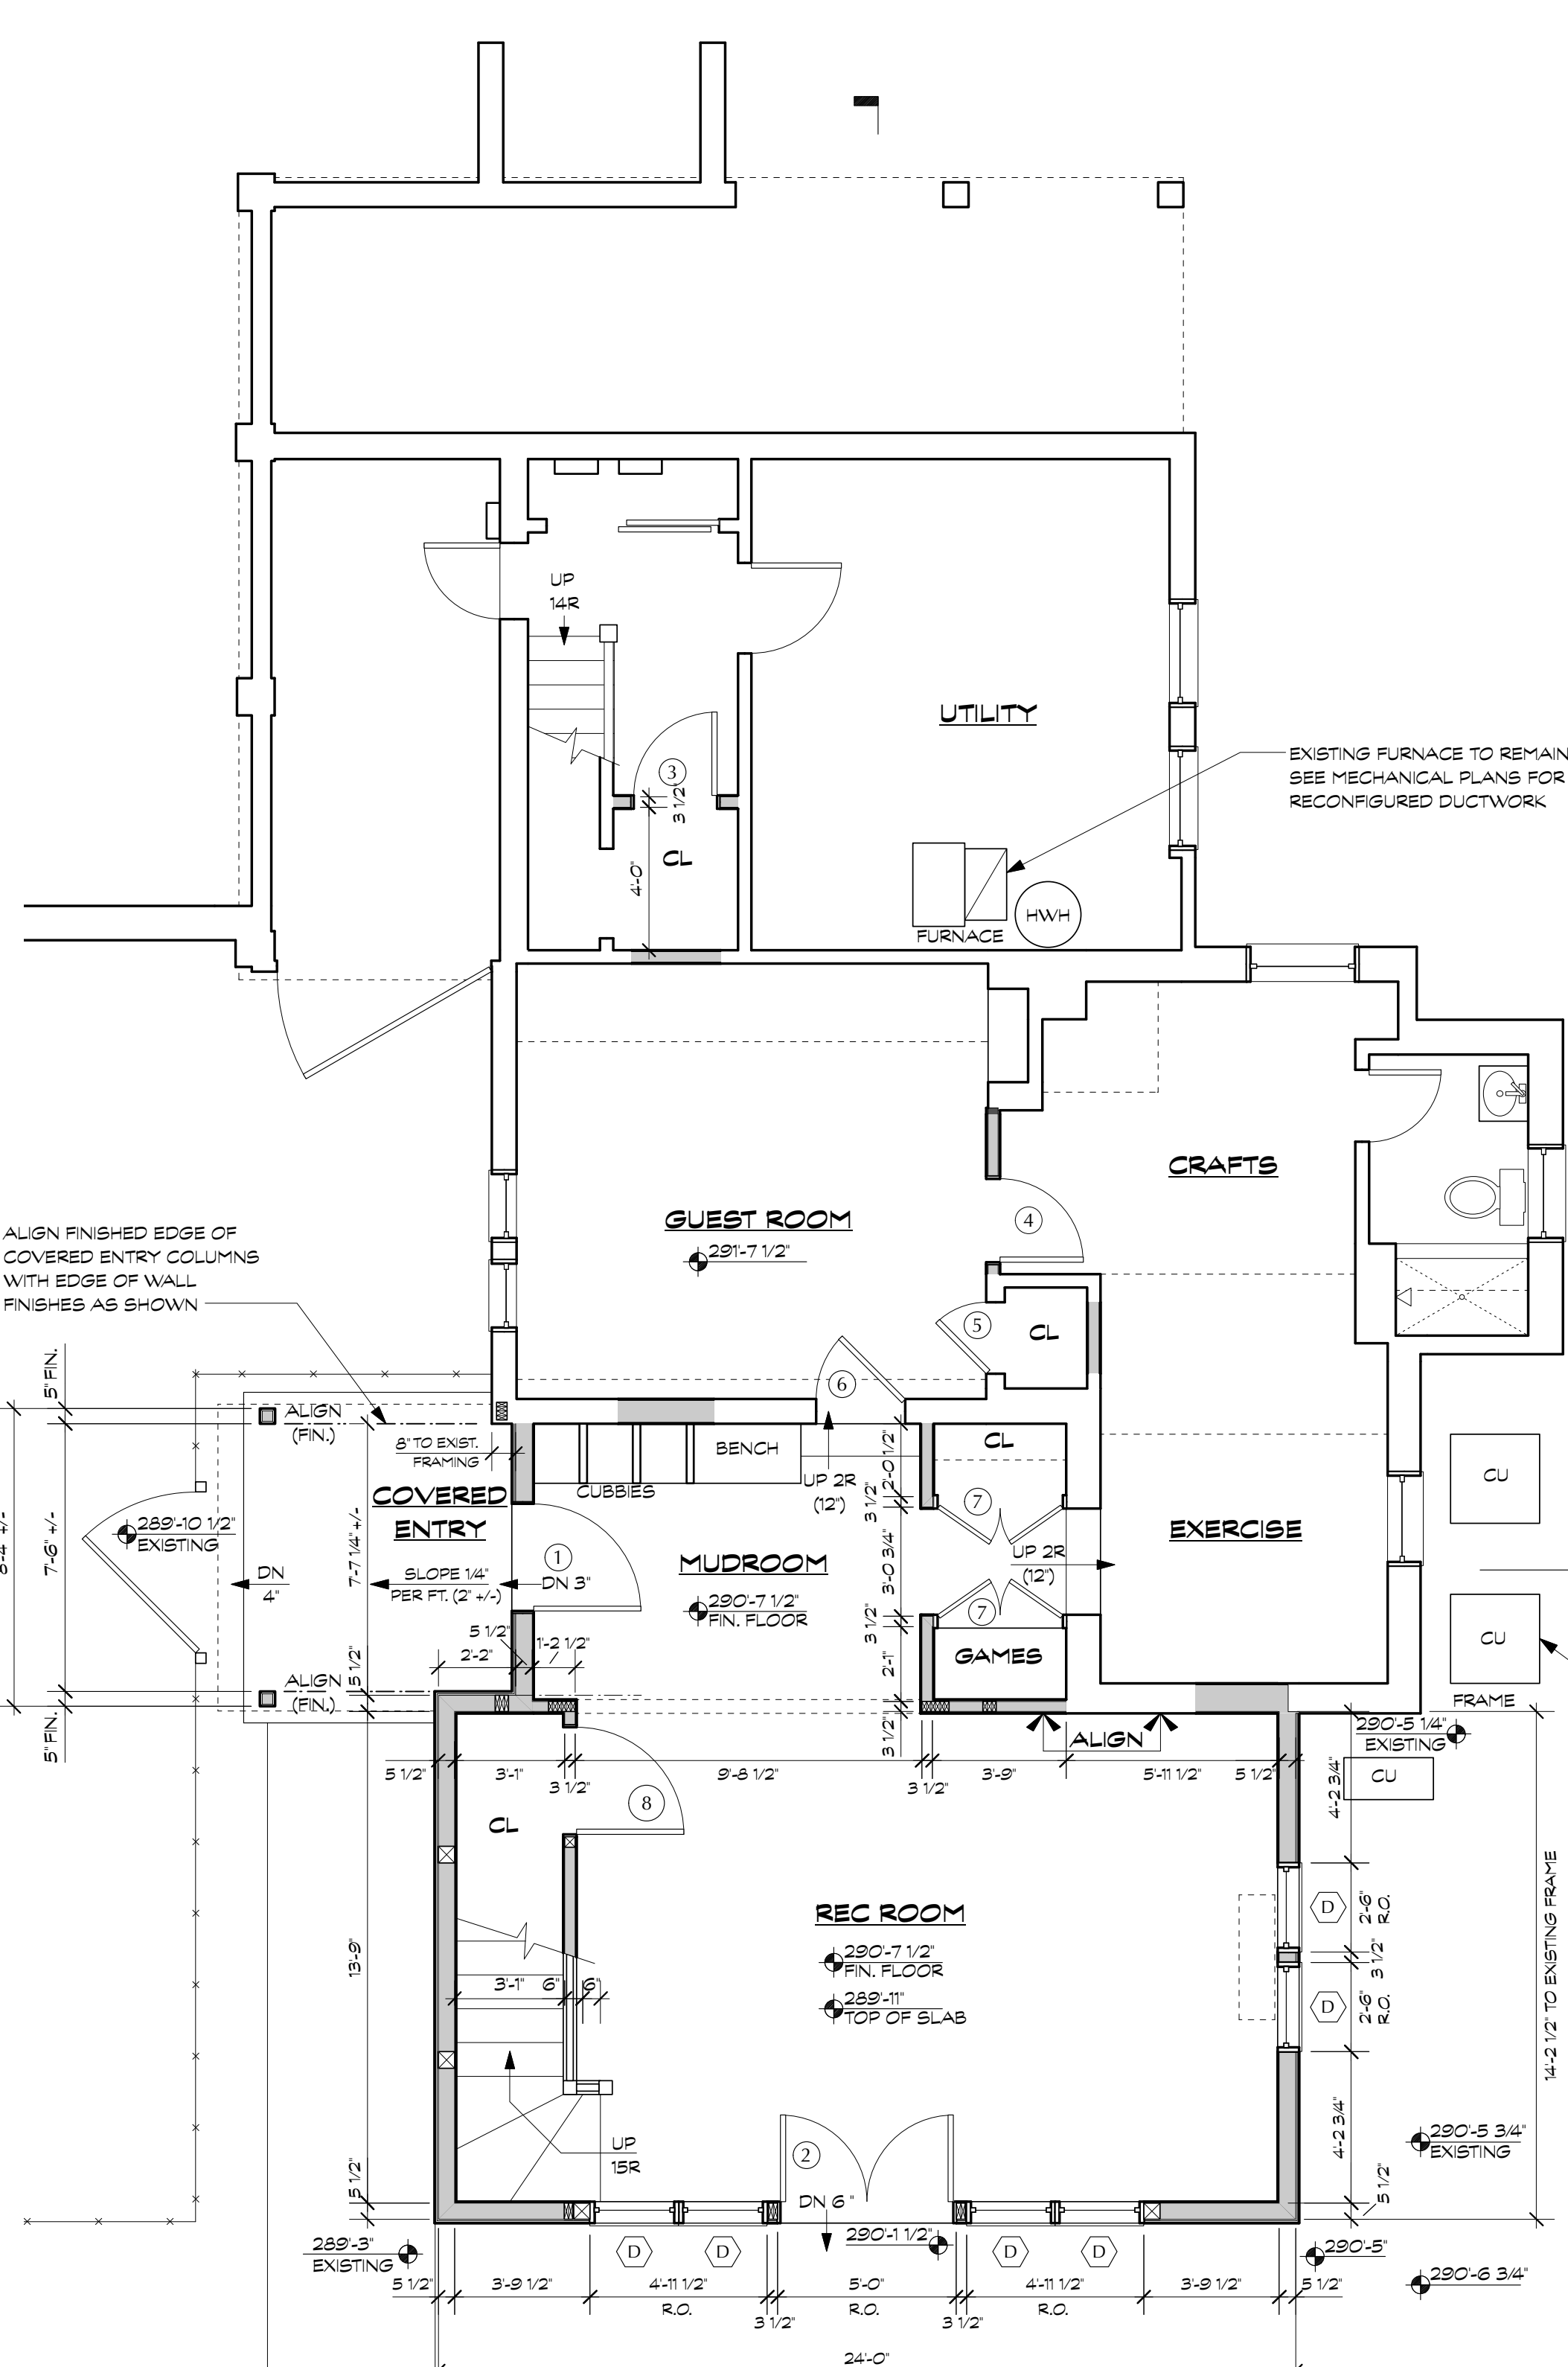 UP
14R
UTILITY
EXISTING FURNACE TO REMAIN
SEE MECHANICAL PLANS FOR
RECONFIGURED DUCTWORK
3
3 1/2"
4'-0"
CL
HWH
FURNACE
CRAFTS
GUEST ROOM
291'-7 1/2"
4
5
CL
6
ALIGN FINISHED EDGE OF
COVERED ENTRY COLUMNS
WITH EDGE OF WALL
FINISHES AS SHOWN
5" FIN.
ALIGN
(FIN.)
8" TO EXIST.
FRAMING
CUBBIES
BENCH
UP 2R
(12")
2'-0 1/2"
3 1/2"
CL
7
CU
COVERED
ENTRY
289'-10 1/2"
EXISTING
8'-4" +/-
7'-6" +/-
7'-7 1/4" +/-
DN
4"
SLOPE 1/4"
PER FT. (2" +/-)
1
DN 3"
MUDROOM
290'-7 1/2"
FIN. FLOOR
3'-0 3/4"
UP 2R
(12")
EXERCISE
7
3 1/2"
GAMES
2'-1"
CU
FRAME
5 1/2"
1'-2 1/2"
2'-2"
5 1/2"
ALIGN
(FIN.)
5" FIN.
3 1/2"
ALIGN
290'-5 1/4"
EXISTING
CU
5 1/2"
3'-1"
3 1/2"
9'-8 1/2"
3 1/2"
3'-9"
5'-11 1/2"
5 1/2"
4'-2 3/4"
8
CL
REC ROOM
290'-7 1/2"
FIN. FLOOR
289'-11"
TOP OF SLAB
D
2'-6"
R.O.
3 1/2"
D
2'-6"
R.O.
14'-2 1/2" TO EXISTING FRAME
13'-9"
3'-1"
6"
6"
4'-2 3/4"
290'-5 3/4"
EXISTING
UP
15R
2
DN 6"
5 1/2"
5 1/2"
289'-3"
EXISTING
D
D
290'-1 1/2"
D
D
290'-5"
290'-6 3/4"
5 1/2"
3'-9 1/2"
4'-11 1/2"
R.O.
3 1/2"
5'-0"
R.O.
3 1/2"
4'-11 1/2"
R.O.
3'-9 1/2"
5 1/2"
24'-0"